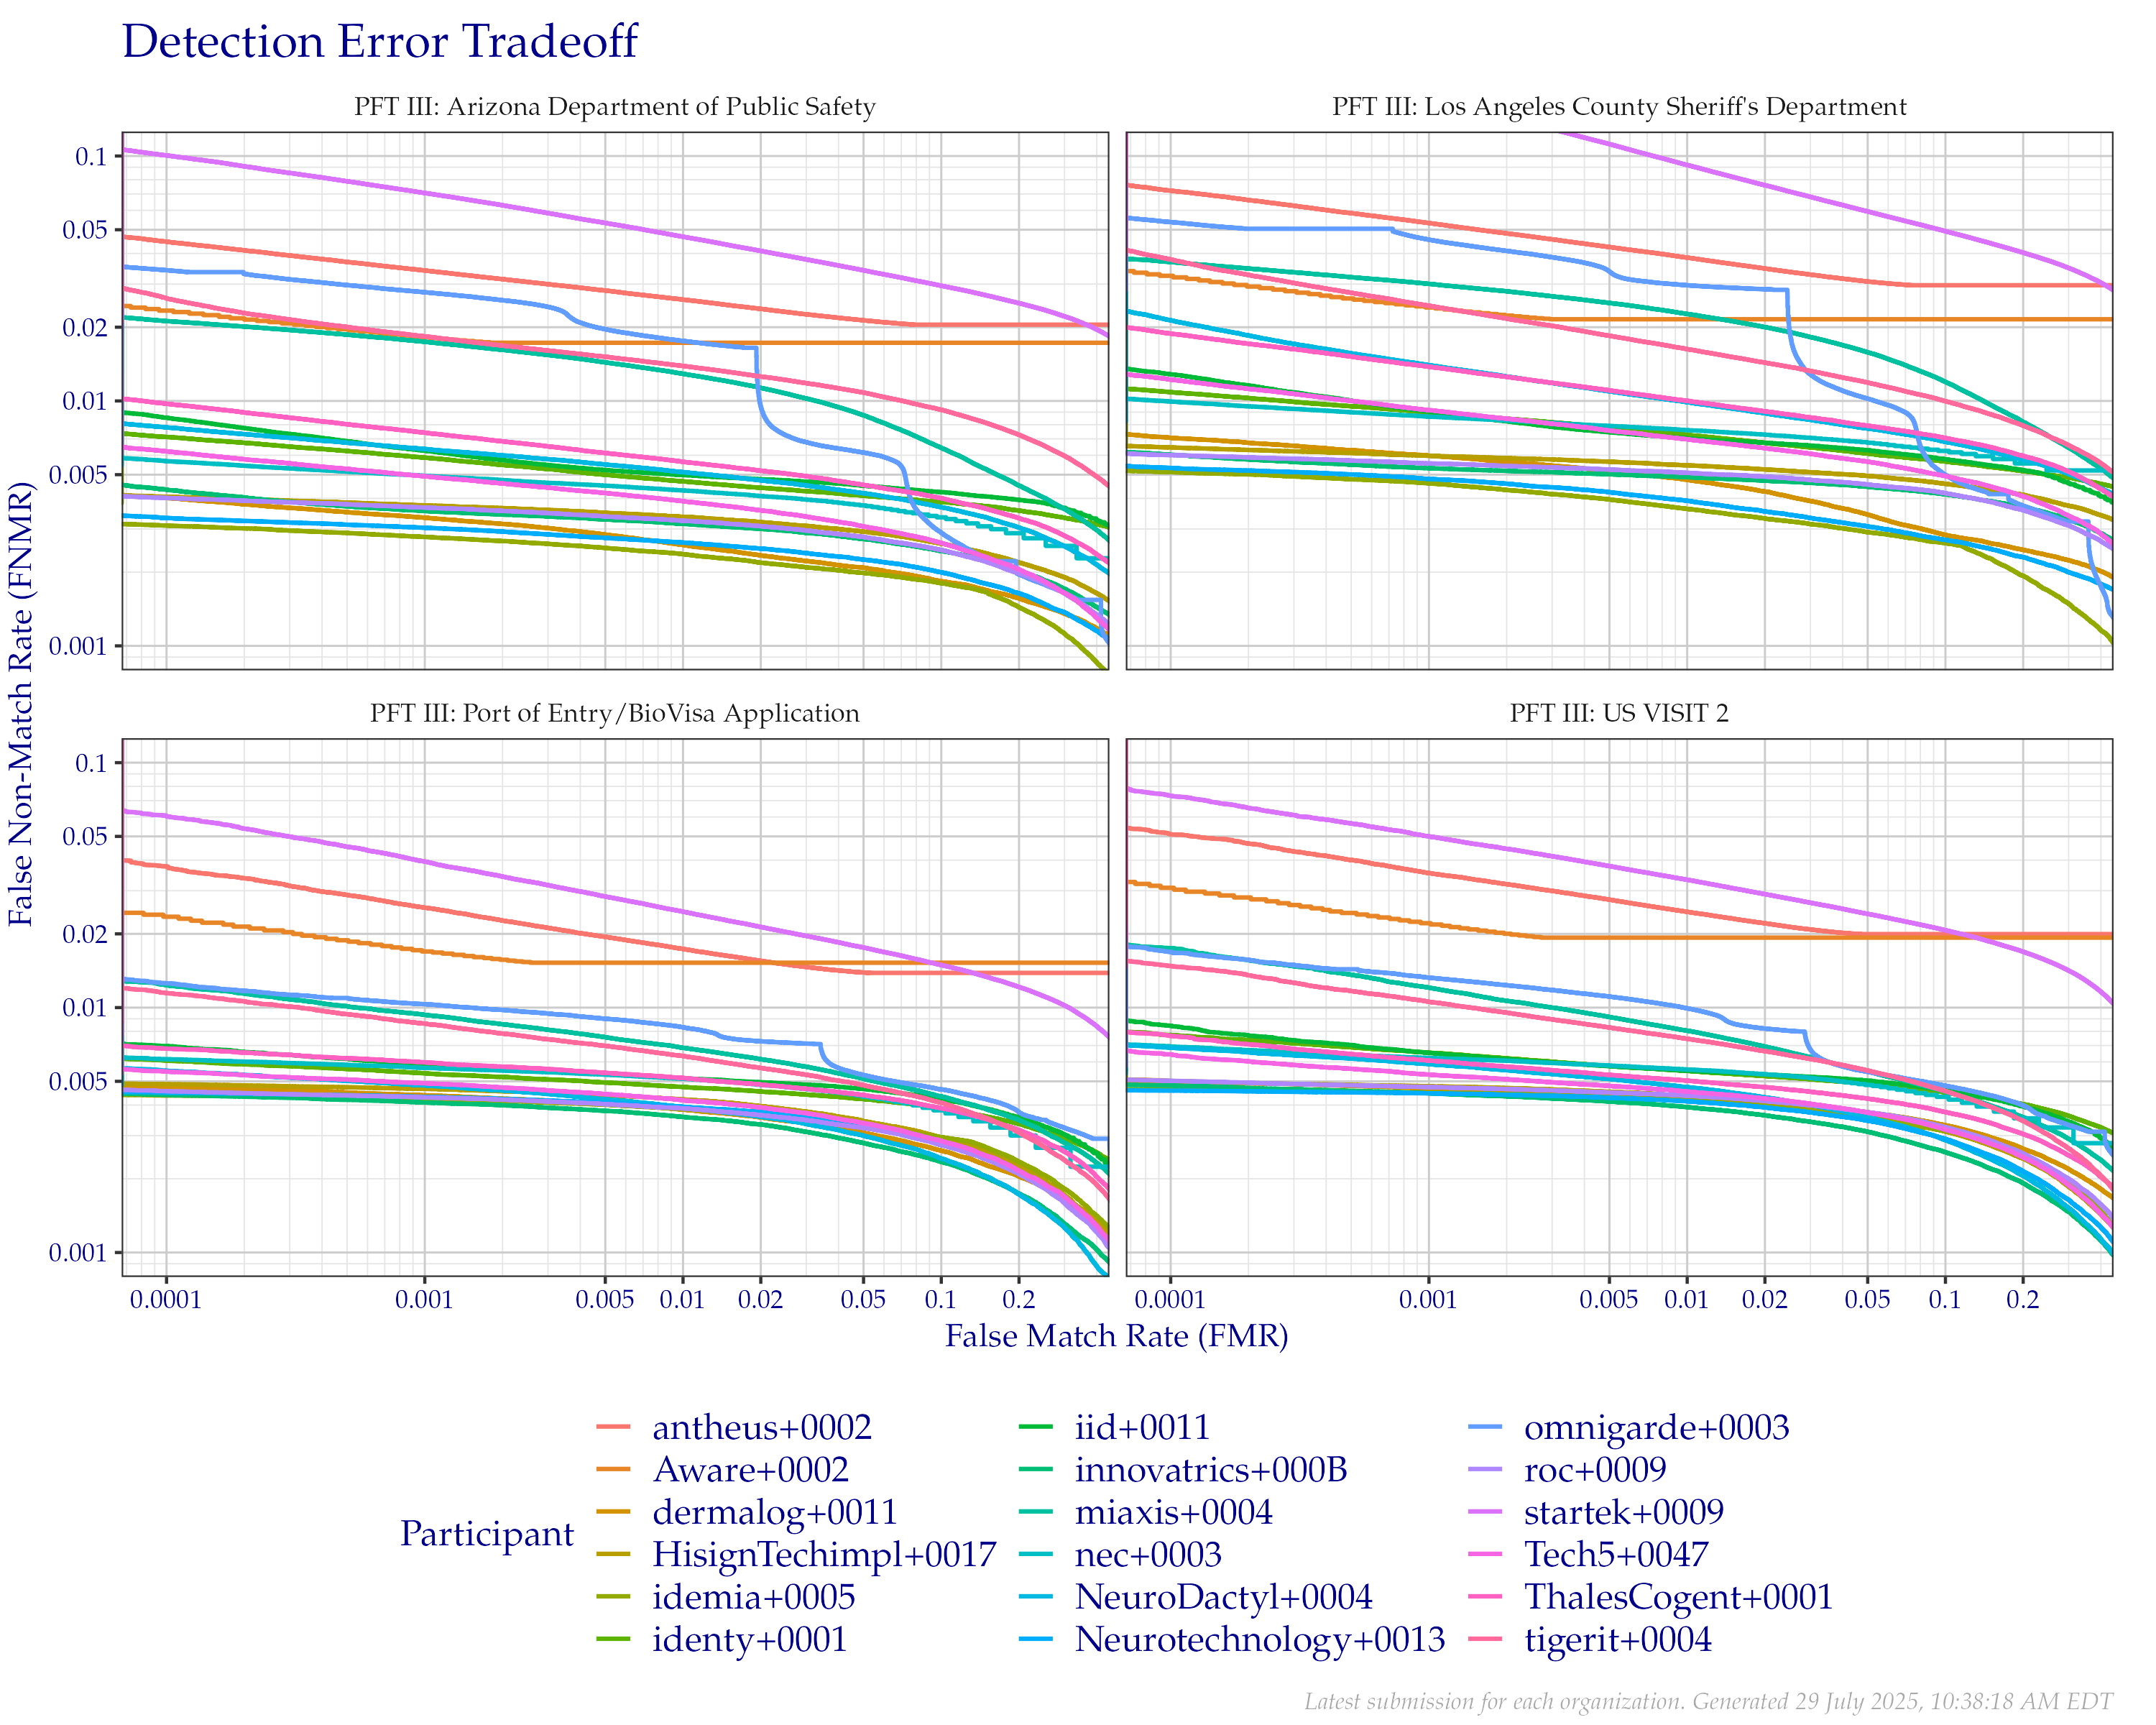 Detection Error Tradeoff
PFT III: Arizona Department of Public Safety
PFT III: Los Angeles County Sheriff's Department
0.1
0.05
0.02
0.01
0.005
0.001
False Non-Match Rate (FNMR)
PFT III: Port of Entry/BioVisa Application
PFT III: US VISIT 2
0.1
0.05
0.02
0.01
0.005
0.001
0.0001 0.001 0.005 0.01 0.02 0.05 0.1 0.2
0.0001 0.001 0.005 0.01 0.02 0.05 0.1 0.2
False Match Rate (FMR)
Participant
antheus+0002
Aware+0002
dermalog+0011
HisignTechimpl+0017
idemia+0005
identy+0001
iid+0011
innovatrics+000B
miaxis+0004
nec+0003
NeuroDactyl+0004
Neurotechnology+0013
omnigarde+0003
roc+0009
startek+0009
Tech5+0047
ThalesCogent+0001
tigerit+0004
Latest submission for each organization. Generated 29 July 2025, 10:38:18 AM EDT